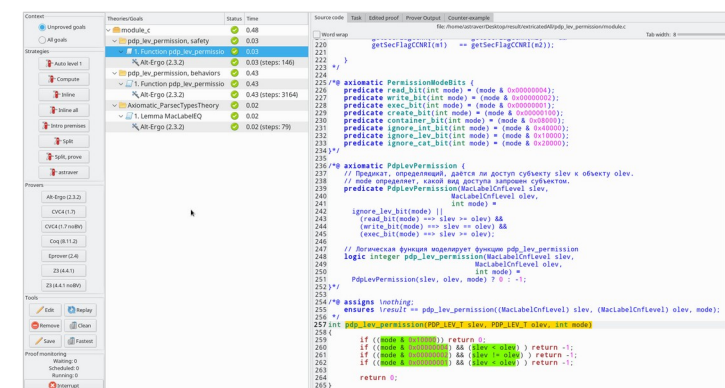 Context
Unproved goals
All goals
Strategies
Auto level 1
Compute
Inline
Inline all
Intro premises
Split
Split, prove
astraver
Provers
Alt-Ergo (2.3.2)
CVC4 (1.7)
CVC4 (1.7 noBV)
Coq (8.11.2)
Eprover (2.4)
Z3 (4.4.1)
Z3 (4.4.1 noBV)
Tools
Edit Replay
Remove Clean
Save Fastest
Proof monitoring
Waiting: 0
Scheduled: 0
Running: 0
Interrupt
Theories/Goals Status Time
module_c 0.48
pdp_lev_permission, safety 0.03
1. Function pdp_lev_permissio 0.03
Alt-Ergo (2.3.2) 0.03 (steps: 146)
pdp_lev_permission, behaviors 0.43
1. Function pdp_lev_permissio 0.43
Alt-Ergo (2.3.2) 0.43 (steps: 3164)
Axiomatic_ParsecTypesTheory 0.02
1. Lemma MacLabelEQ 0.02
Alt-Ergo (2.3.2) 0.02 (steps: 79)
Source code Task Edited proof Prover Output Counter-example
file: /home/astraver/Desktop/result/extricatedAll/pdp_lev_permission/module.c
Word wrap Tab width: 8
220 getSecFlagCCNRI(m1) == getSecFlagCCNRI(m2));
222 }
223 */
224
225 /*@ axiomatic PermissionModeBits {
226 predicate read_bit(int mode) = (mode & 0x00000004);
227 predicate write_bit(int mode) = (mode & 0x00000002);
228 predicate exec_bit(int mode) = (mode & 0x00000001);
229 predicate create_bit(int mode) = (mode & 0x00000100);
230 predicate container_bit(int mode) = (mode & 0x08000);
231 predicate ignore_int_bit(int mode) = (mode & 0x40000);
232 predicate ignore_lev_bit(int mode) = (mode & 0x10000);
233 predicate ignore_cat_bit(int mode) = (mode & 0x20000);
234 }*/
235
236 /*@ axiomatic PdpLevPermission {
237 // Предикат, определяющий, даётся ли доступ субъекту slev к объекту olev.
238 // mode определяет, какой вид доступа запрошен субъектом.
239 predicate PdpLevPermission(MacLabelCnfLevel slev,
240 MacLabelCnfLevel olev,
241 int mode) =
242 ignore_lev_bit(mode) ||
243 (read_bit(mode) ==> slev >= olev) &&
244 (write_bit(mode) ==> slev == olev) &&
245 (exec_bit(mode) ==> slev >= olev);
246
247 // Логическая функция моделирует функцию pdp_lev_permission
248 logic integer pdp_lev_permission(MacLabelCnfLevel slev,
249 MacLabelCnfLevel olev,
250 int mode) =
251 PdpLevPermission(slev, olev, mode) ? 0 : -1;
252 }*/
253
254 /*@ assigns \nothing;
255 ensures \result == pdp_lev_permission((MacLabelCnfLevel) slev, (MacLabelCnfLevel) olev, mode);
256 */
257 int pdp_lev_permission(PDP_LEV_T slev, PDP_LEV_T olev, int mode)
258 {
259 if ((mode & 0x10000)) return 0;
260 if ((mode & 0x00000004) && (slev < olev) ) return -1;
261 if ((mode & 0x00000002) && (slev != olev) ) return -1;
262 if ((mode & 0x00000001) && (slev < olev) ) return -1;
263
264 return 0;
265 }